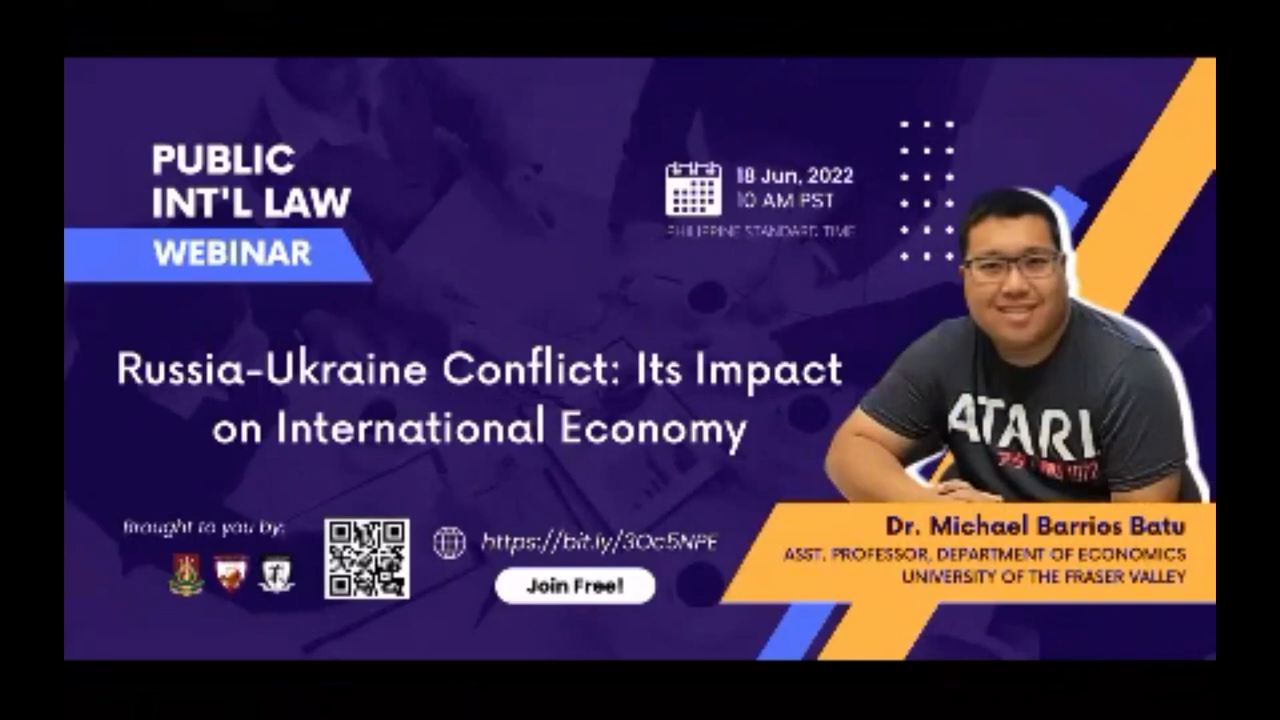 PUBLIC
INT'L LAW
WEBINAR
18 Jun, 2022
10 AM PST
PHILIPPINE STANDARD TIME
Russia-Ukraine Conflict: Its Impact
on International Economy
ATARI
Brought to you by:
https://bit.ly/3Oc5NPE
Join Free!
Dr. Michael Barrios Batu
ASST. PROFESSOR, DEPARTMENT OF ECONOMICS
UNIVERSITY OF THE FRASER VALLEY